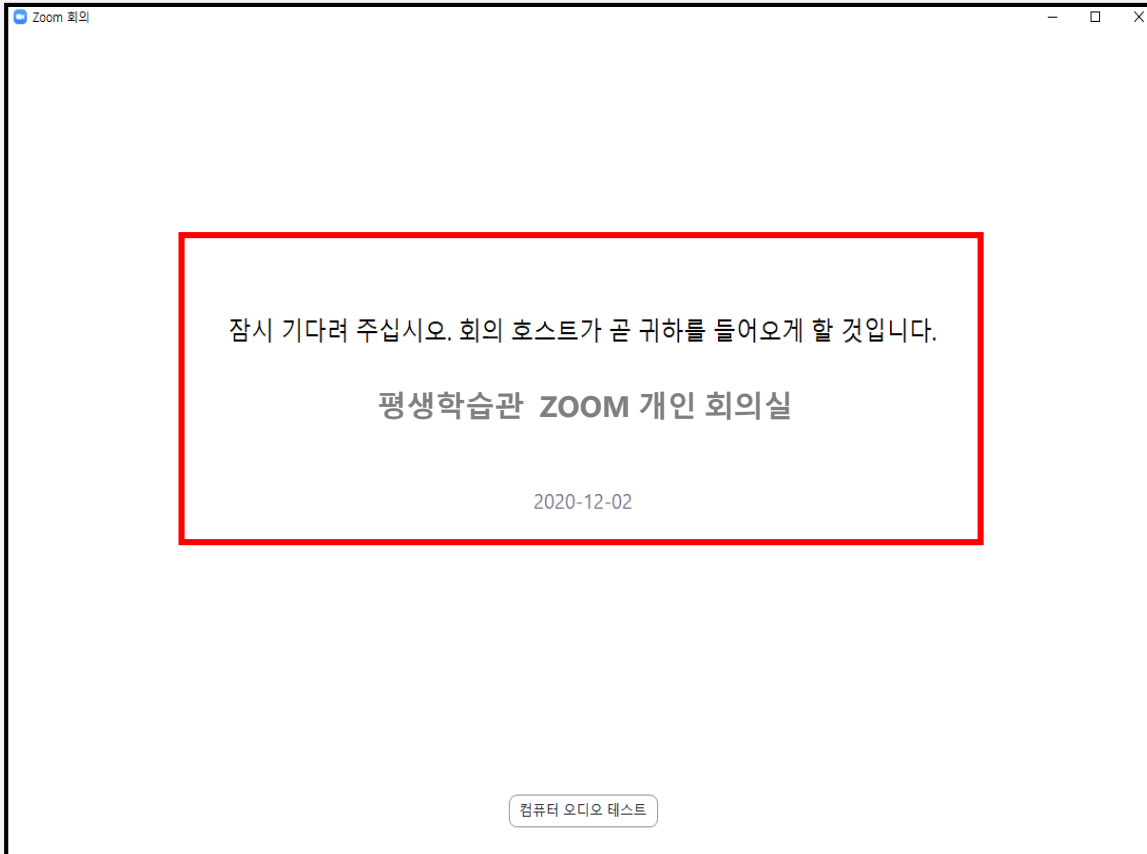 Zoom 회의
잠시 기다려 주십시오. 회의 호스트가 곧 귀하를 들어오게 할 것입니다.
평생학습관 ZOOM 개인 회의실
2020-12-02
컴퓨터 오디오 테스트